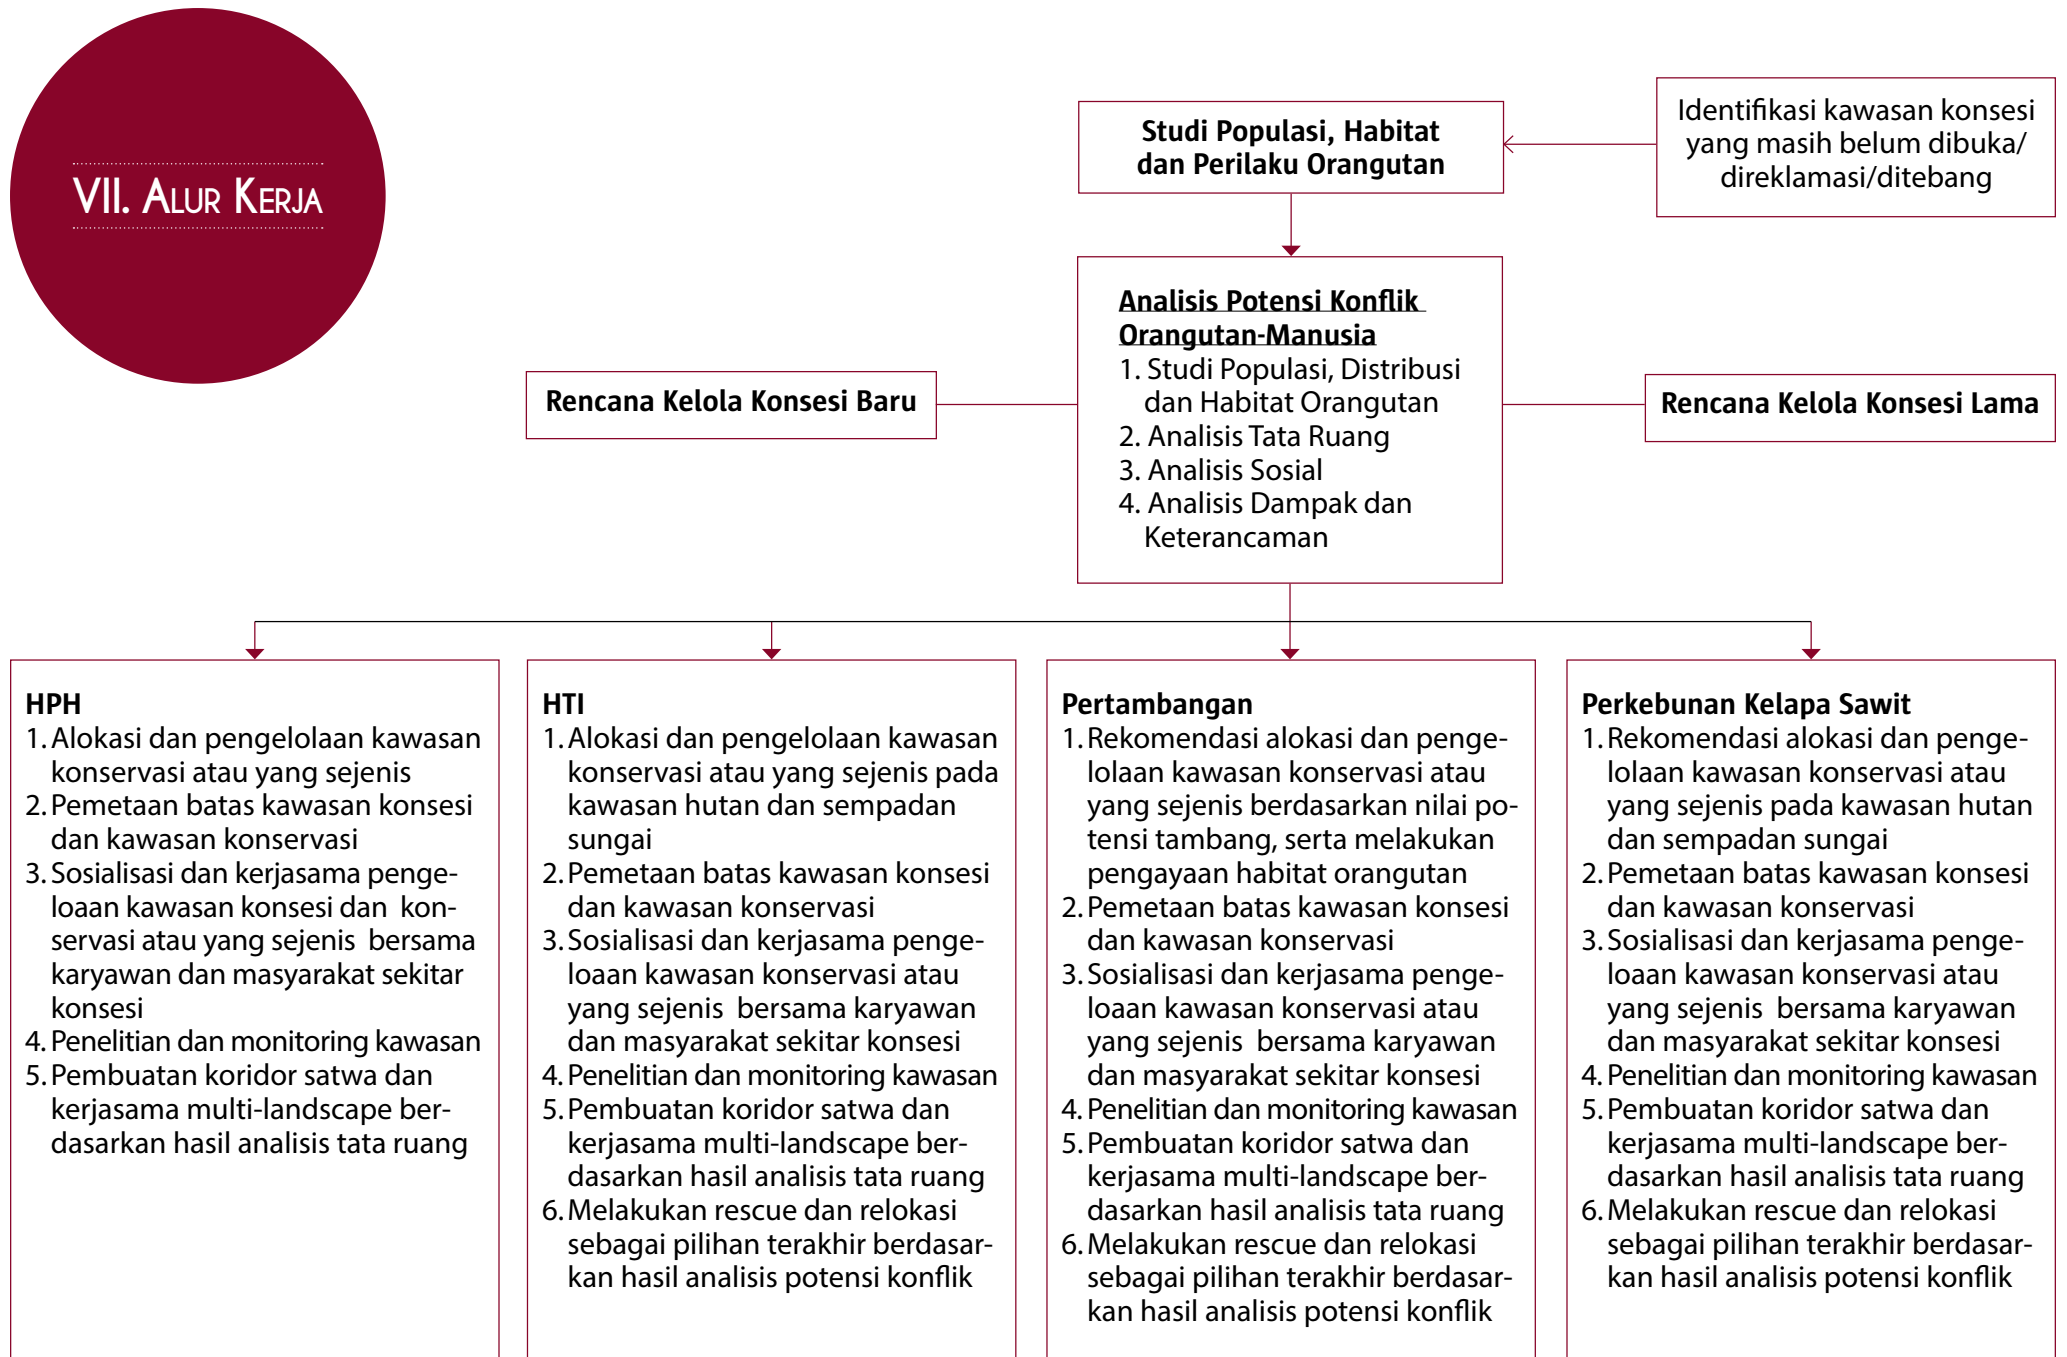 VII. Alur Kerja
Studi Populasi, Habitat
dan Perilaku Orangutan
Identifikasi kawasan konsesi
yang masih belum dibuka/
direklamasi/ditebang
Analisis Potensi Konflik
Orangutan-Manusia
1. Studi Populasi, Distribusi
dan Habitat Orangutan
2. Analisis Tata Ruang
3. Analisis Sosial
4. Analisis Dampak dan
Keterancaman
Rencana Kelola Konsesi Baru
Rencana Kelola Konsesi Lama
HPH
1. Alokasi dan pengelolaan kawasan
konservasi atau yang sejenis
2. Pemetaan batas kawasan konsesi
dan kawasan konservasi
3. Sosialisasi dan kerjasama penge-
loaan kawasan konsesi dan kon-
servasi atau yang sejenis bersama
karyawan dan masyarakat sekitar
konsesi
4. Penelitian dan monitoring kawasan
5. Pembuatan koridor satwa dan
kerjasama multi-landscape ber-
dasarkan hasil analisis tata ruang
HTI
1. Alokasi dan pengelolaan kawasan
konservasi atau yang sejenis pada
kawasan hutan dan sempadan
sungai
2. Pemetaan batas kawasan konsesi
dan kawasan konservasi
3. Sosialisasi dan kerjasama penge-
loaan kawasan konservasi atau
yang sejenis bersama karyawan
dan masyarakat sekitar konsesi
4. Penelitian dan monitoring kawasan
5. Pembuatan koridor satwa dan
kerjasama multi-landscape ber-
dasarkan hasil analisis tata ruang
6. Melakukan rescue dan relokasi
sebagai pilihan terakhir berdasar-
kan hasil analisis potensi konflik
Pertambangan
1. Rekomendasi alokasi dan penge-
lolaan kawasan konservasi atau
yang sejenis berdasarkan nilai po-
tensi tambang, serta melakukan
pengayaan habitat orangutan
2. Pemetaan batas kawasan konsesi
dan kawasan konservasi
3. Sosialisasi dan kerjasama penge-
loaan kawasan konservasi atau
yang sejenis bersama karyawan
dan masyarakat sekitar konsesi
4. Penelitian dan monitoring kawasan
5. Pembuatan koridor satwa dan
kerjasama multi-landscape ber-
dasarkan hasil analisis tata ruang
6. Melakukan rescue dan relokasi
sebagai pilihan terakhir berdasar-
kan hasil analisis potensi konflik
Perkebunan Kelapa Sawit
1. Rekomendasi alokasi dan penge-
lolaan kawasan konservasi atau
yang sejenis pada kawasan hutan
dan sempadan sungai
2. Pemetaan batas kawasan konsesi
dan kawasan konservasi
3. Sosialisasi dan kerjasama penge-
loaan kawasan konservasi atau
yang sejenis bersama karyawan
dan masyarakat sekitar konsesi
4. Penelitian dan monitoring kawasan
5. Pembuatan koridor satwa dan
kerjasama multi-landscape ber-
dasarkan hasil analisis tata ruang
6. Melakukan rescue dan relokasi
sebagai pilihan terakhir berdasar-
kan hasil analisis potensi konflik